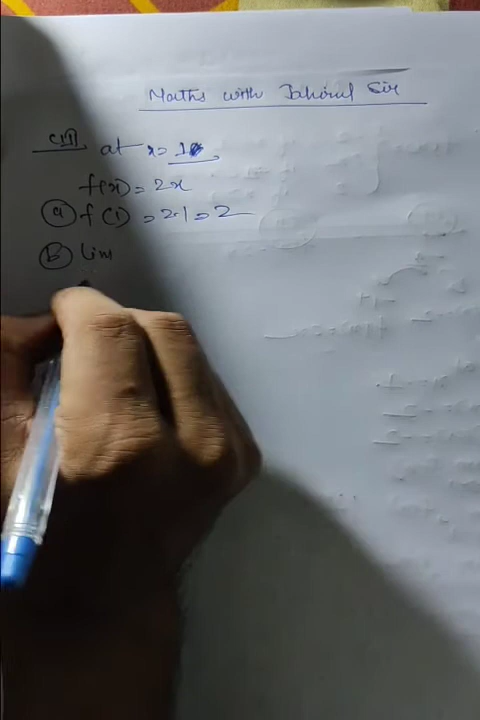 Maths with Jahirul Sir
at x = 1
f(x) = 2x
(a) f(1) = 2·1 = 2
(b) lim